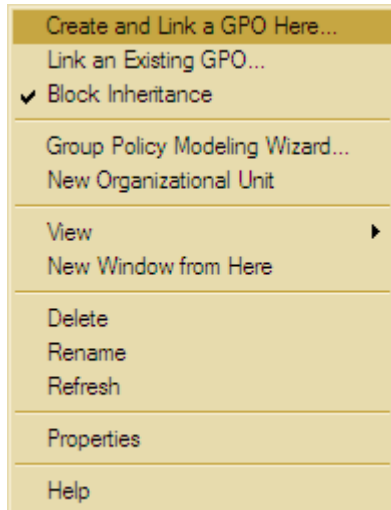 Create and Link a GPO Here...
Link an Existing GPO...
Block Inheritance
Group Policy Modeling Wizard...
New Organizational Unit
View
New Window from Here
Delete
Rename
Refresh
Properties
Help